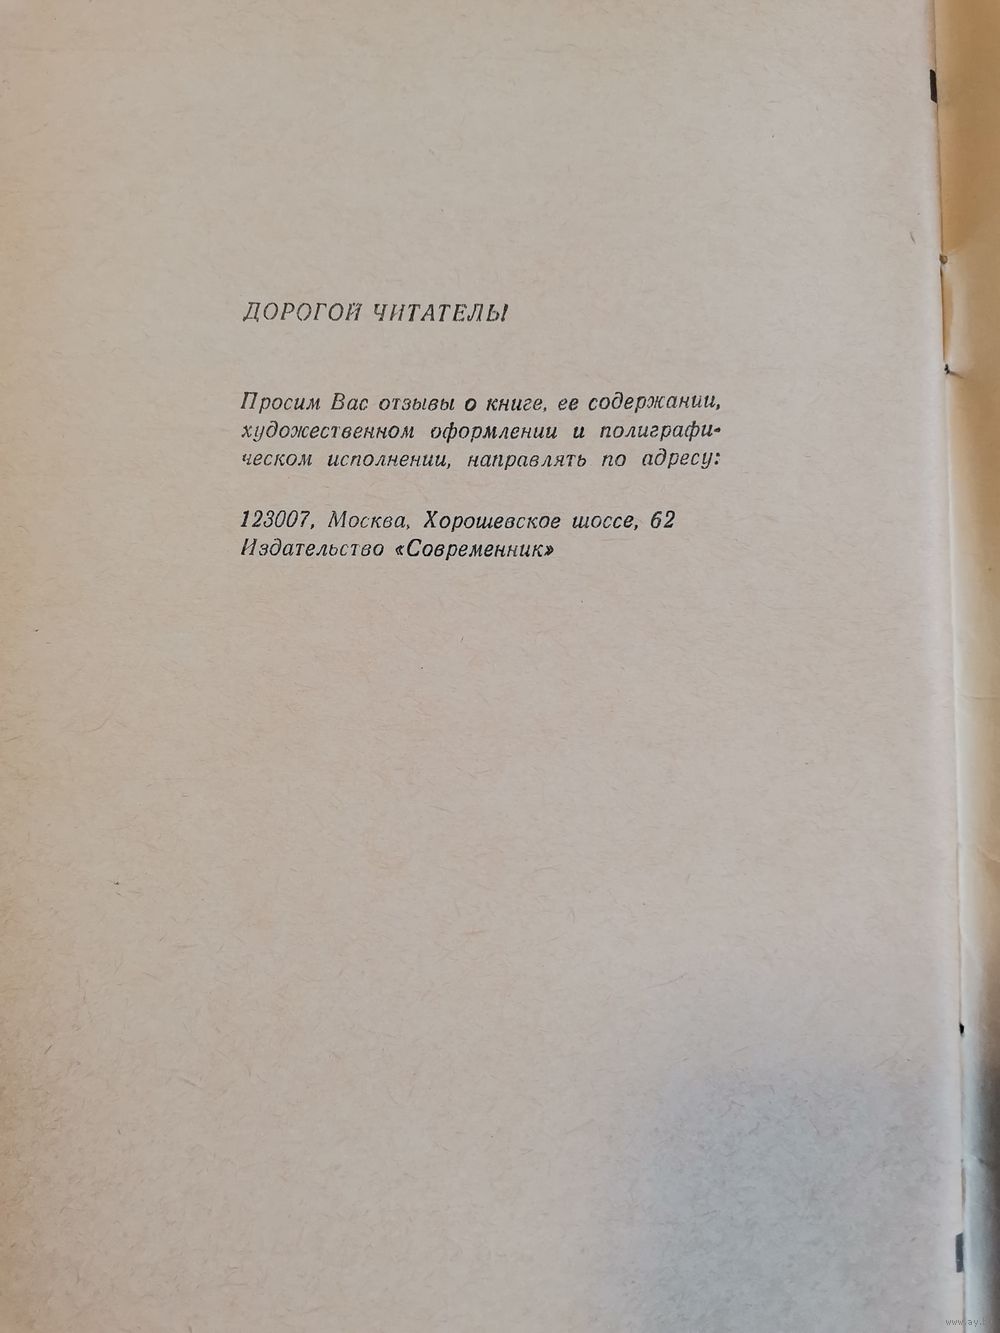 ДОРОГОЙ ЧИТАТЕЛЬ!
Просим Вас отзывы о книге, ее содержании,
художественном оформлении и полиграфи-
ческом исполнении, направлять по адресу:
123007, Москва, Хорошевское шоссе, 62
Издательство «Современник»